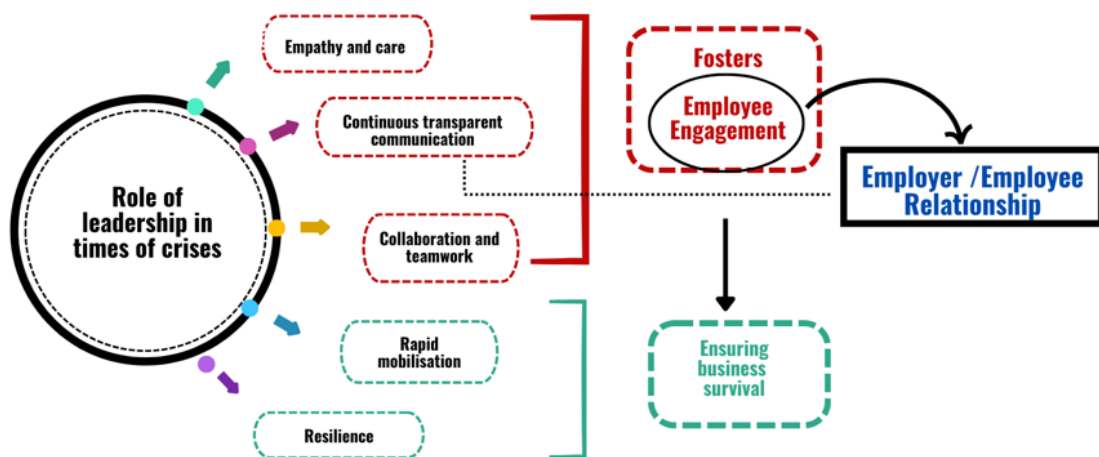 Role of
leadership in
times of crises
Empathy and care
Continuous transparent
communication
Collaboration and
teamwork
Rapid
mobilisation
Resilience
Fosters
Employee
Engagement
Employer /Employee
Relationship
Ensuring
business
survival